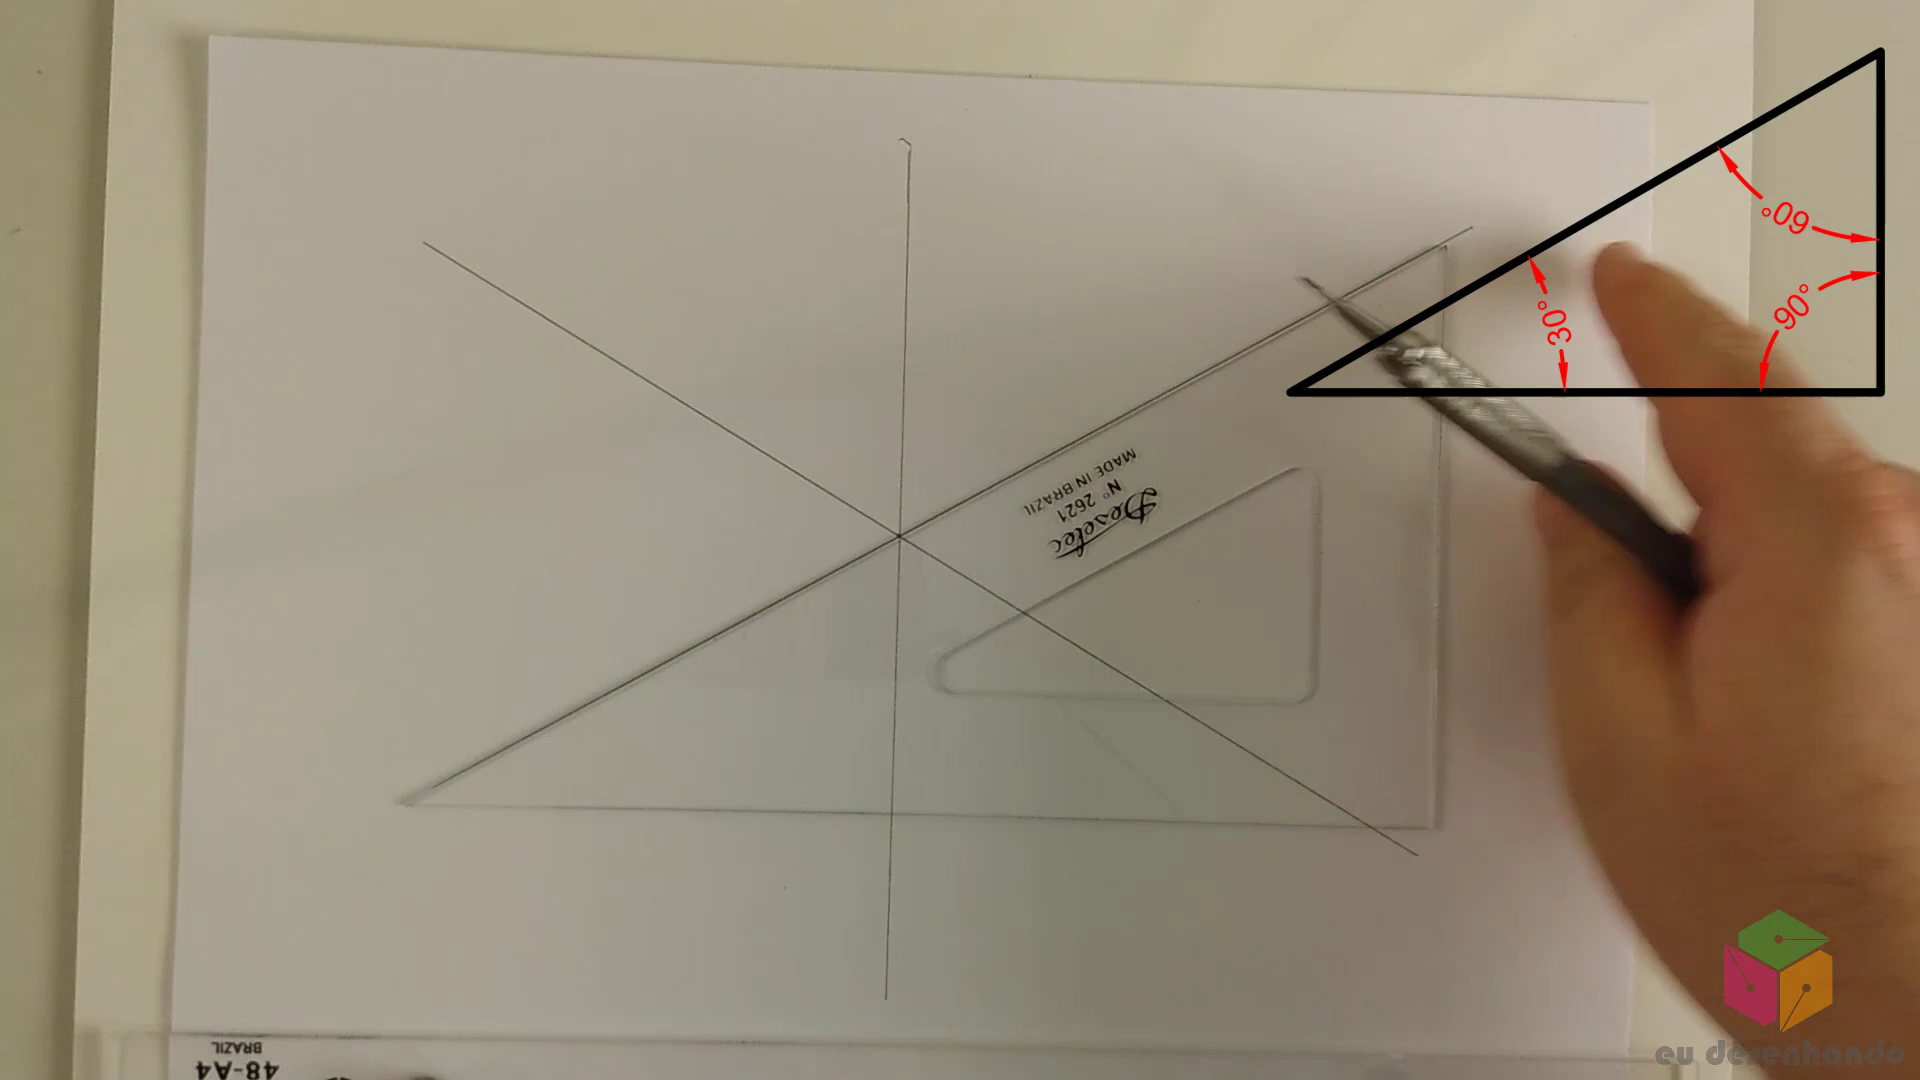 60°
30°
90°
MADE IN BRAZIL
N° 2621
Desetec
BRAZIL
48-A4
eu desenhando